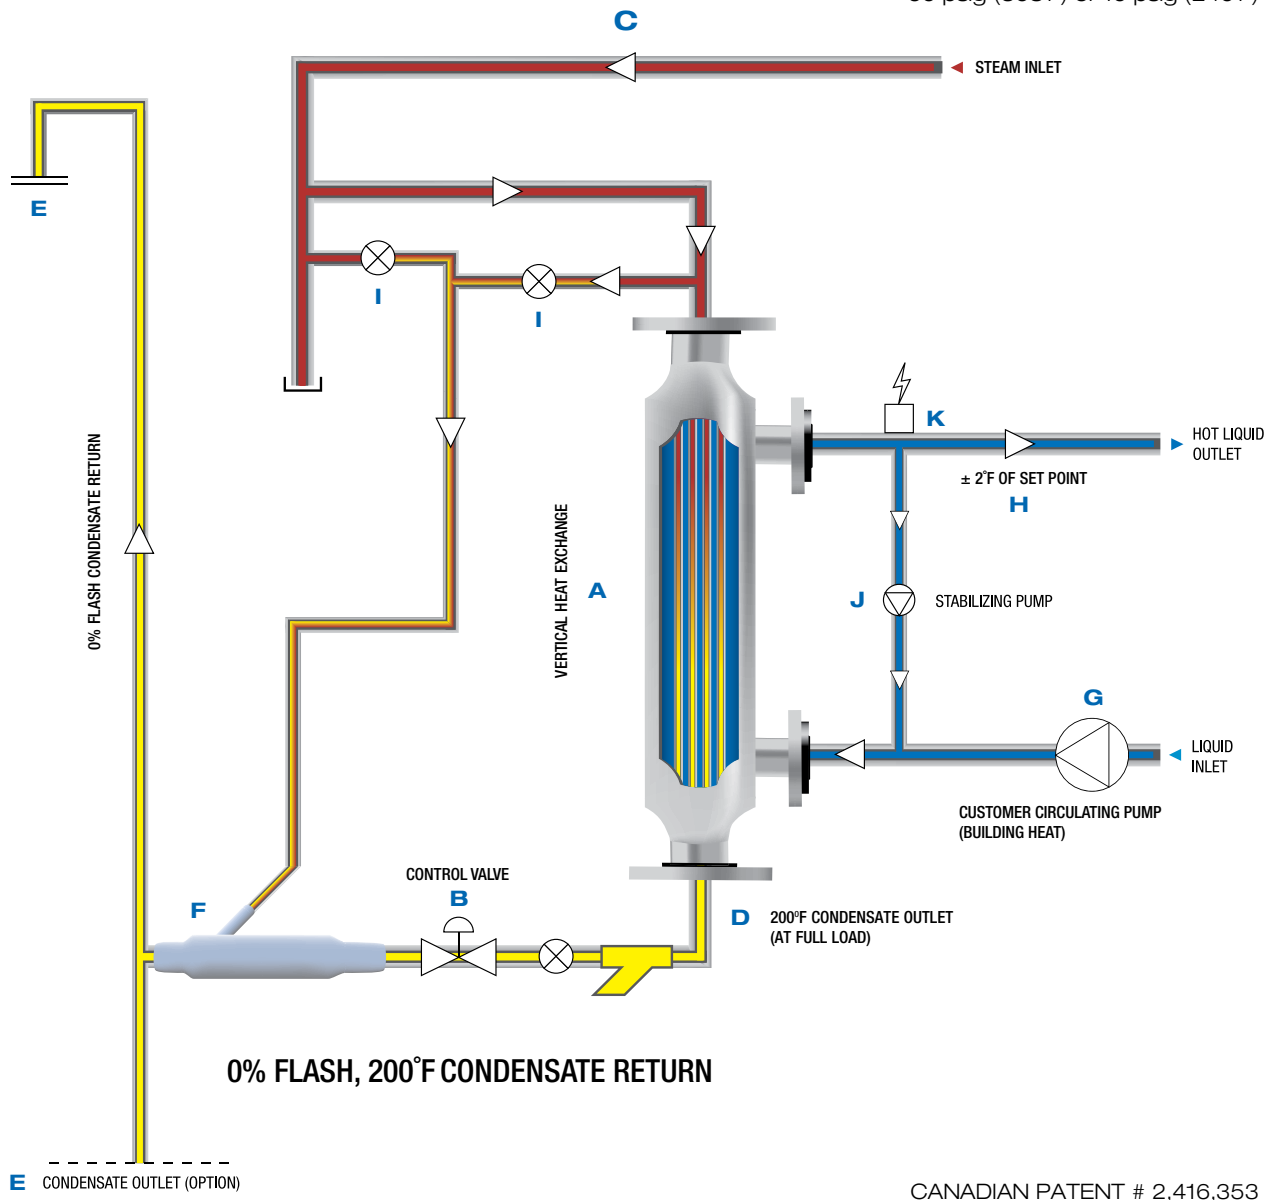 C
STEAM INLET
E
I
I
K
HOT LIQUID
OUTLET
± 2°F OF SET POINT
H
0% FLASH CONDENSATE RETURN
VERTICAL HEAT EXCHANGE
A
J
STABILIZING PUMP
G
LIQUID
INLET
CUSTOMER CIRCULATING PUMP
(BUILDING HEAT)
CONTROL VALVE
B
F
D
200°F CONDENSATE OUTLET
(AT FULL LOAD)
0% FLASH, 200°F CONDENSATE RETURN
E CONDENSATE OUTLET (OPTION)
CANADIAN PATENT # 2,416,353